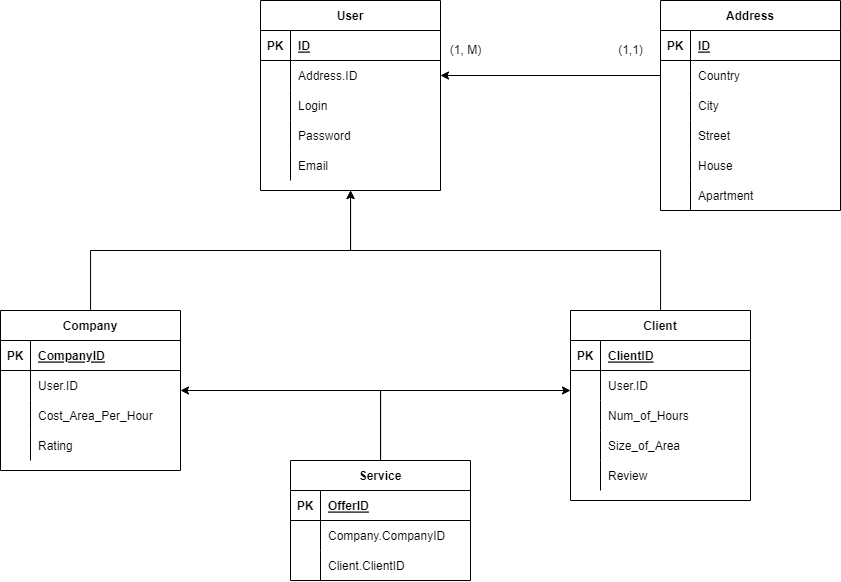 User
PK ID
Address.ID
Login
Password
Email
(1, M)
(1,1)
Address
PK ID
Country
City
Street
House
Apartment
Company
PK CompanyID
User.ID
Cost_Area_Per_Hour
Rating
Client
PK ClientID
User.ID
Num_of_Hours
Size_of_Area
Review
Service
PK OfferID
Company.CompanyID
Client.ClientID